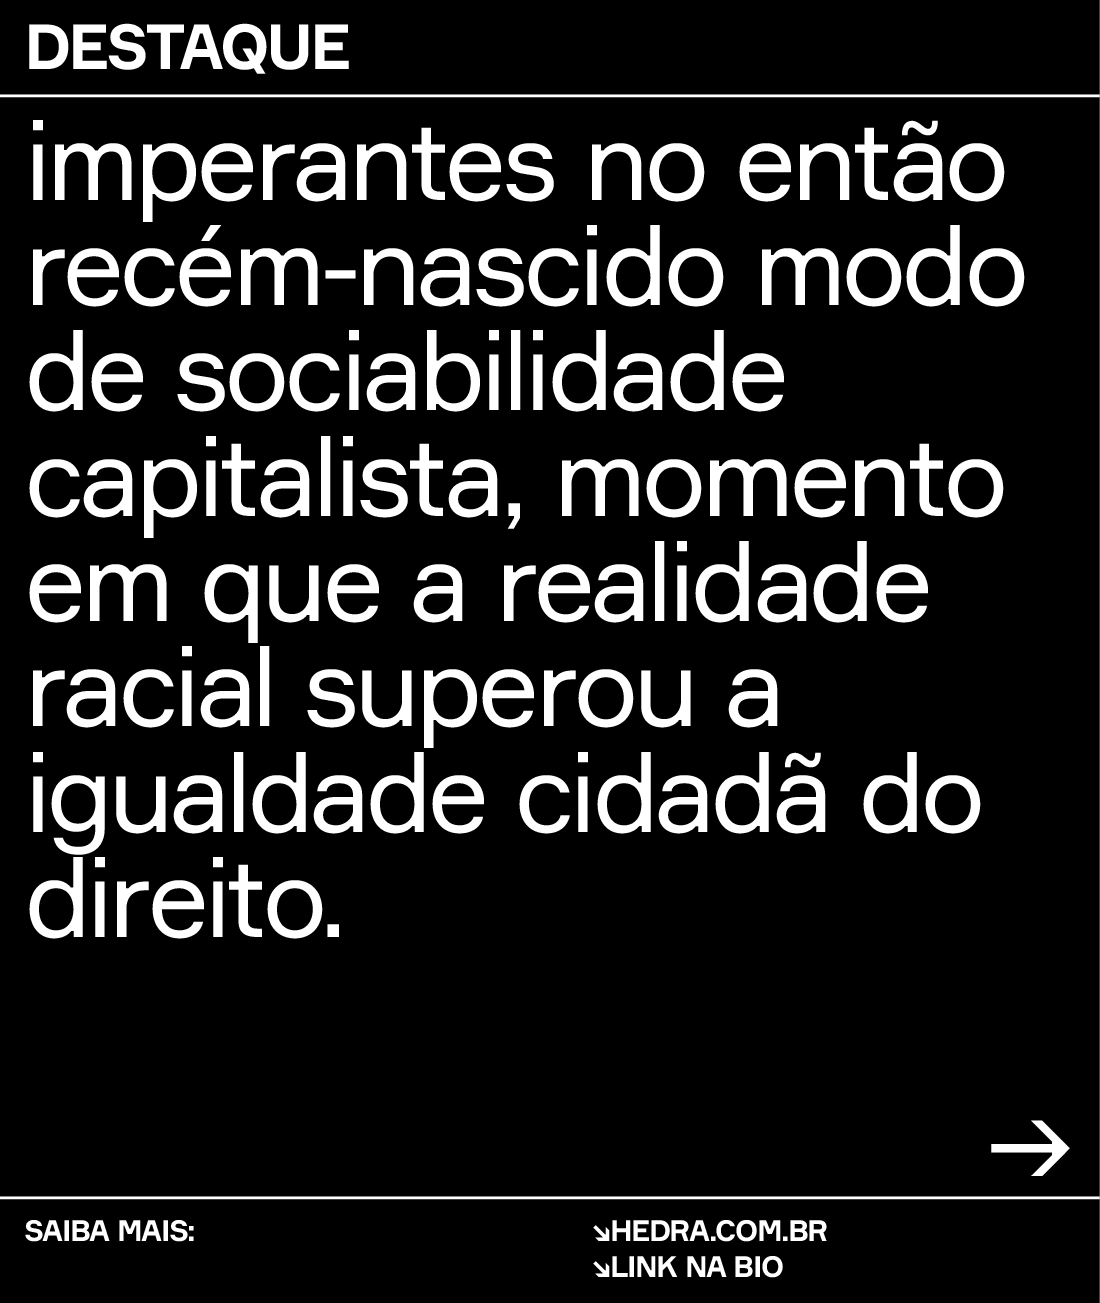 DESTAQUE
imperantes no então
recém-nascido modo
de sociabilidade
capitalista, momento
em que a realidade
racial superou a
igualdade cidadã do
direito.
→
SAIBA MAIS:
↘HEDRA.COM.BR
↘LINK NA BIO